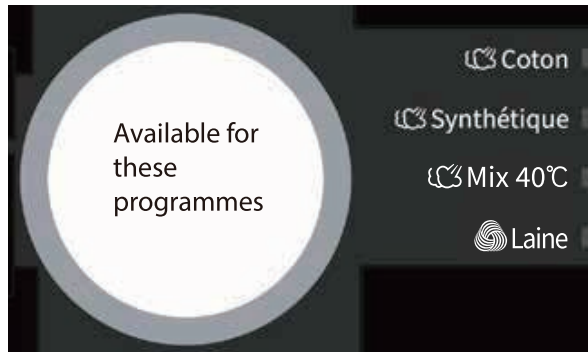 Available for
these
programmes
Coton
Synthétique
Mix 40℃
Laine